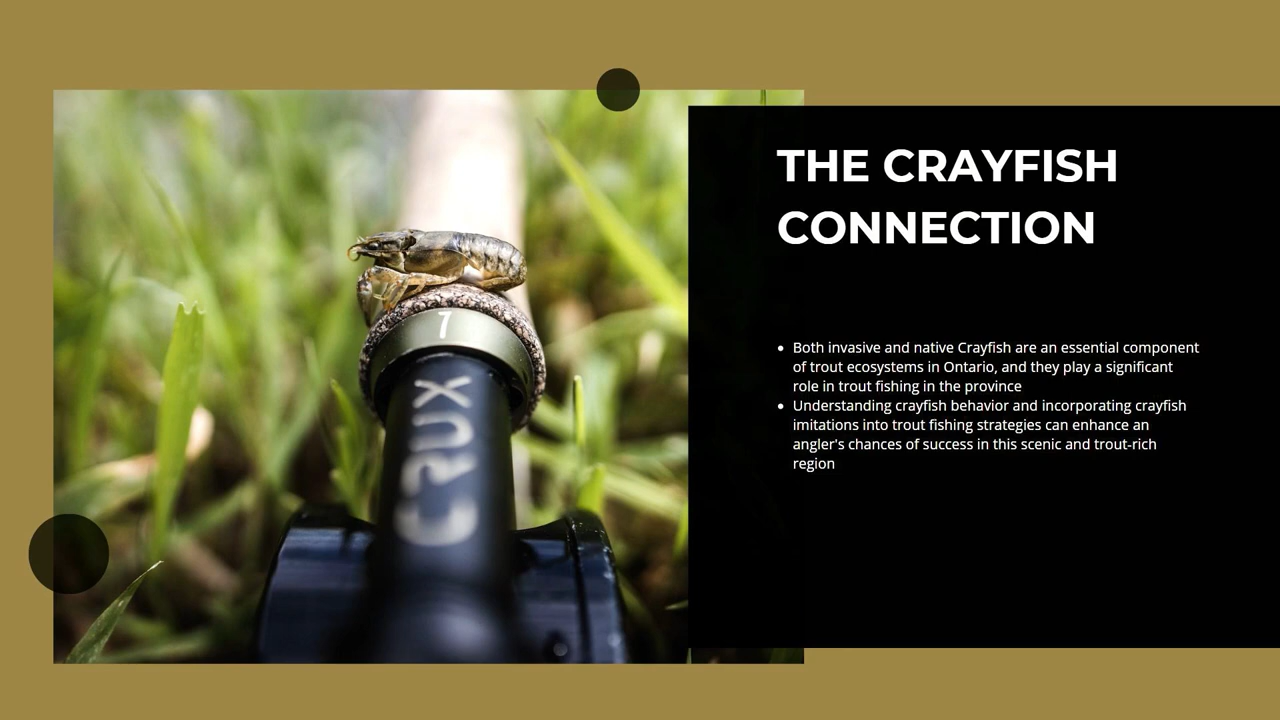 THE CRAYFISH
CONNECTION
7
CRUX
• Both invasive and native Crayfish are an essential component
of trout ecosystems in Ontario, and they play a significant
role in trout fishing in the province
• Understanding crayfish behavior and incorporating crayfish
imitations into trout fishing strategies can enhance an
angler's chances of success in this scenic and trout-rich
region